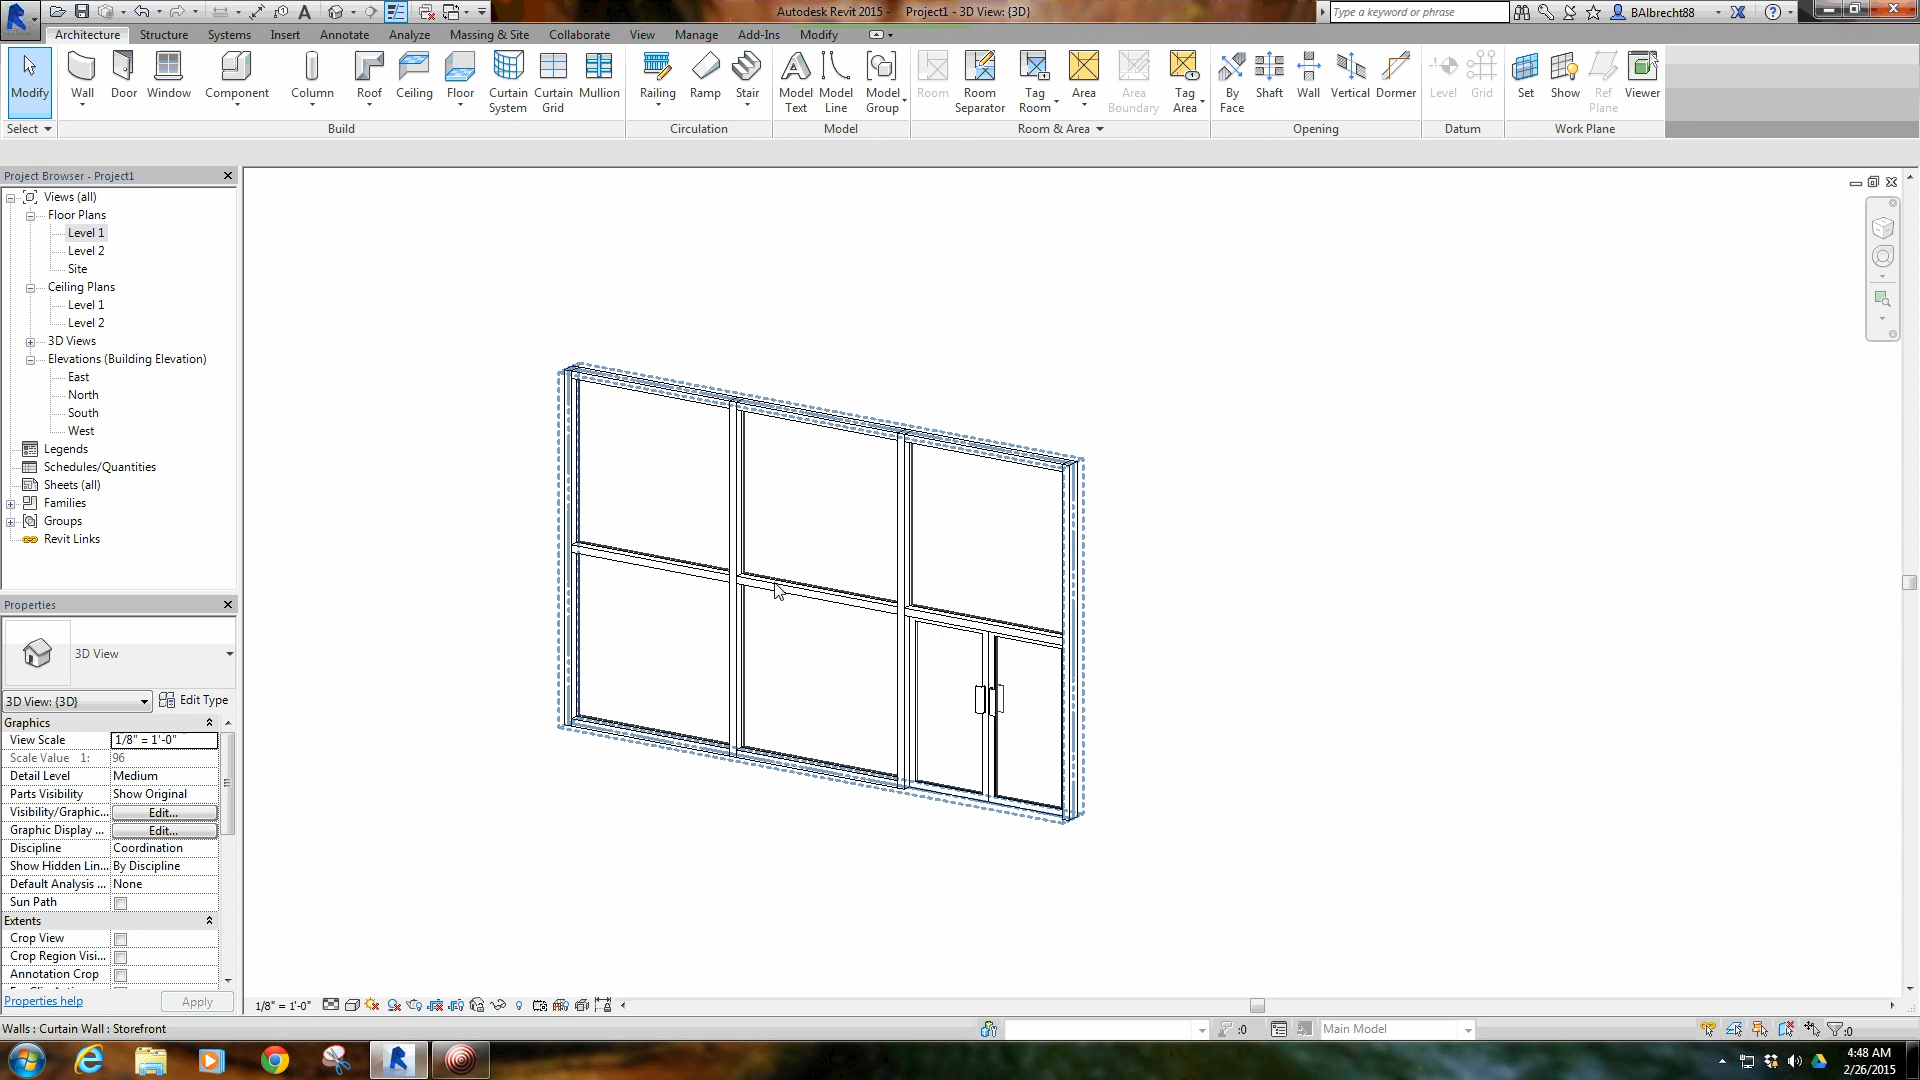 Autodesk Revit 2015 - Project1 - 3D View: {3D}
Type a keyword or phrase
BAlbrecht88
Architecture Structure Systems Insert Annotate Analyze Massing & Site Collaborate View Manage Add-Ins Modify
Modify Wall Door Window Component Column Roof Ceiling Floor Curtain System Curtain Grid Mullion Railing Ramp Stair Model Text Model Line Model Group Room Room Separator Tag Room Area Area Boundary Tag Area By Face Shaft Wall Vertical Dormer Level Grid Set Show Ref Plane Viewer
Select Build Circulation Model Room & Area Opening Datum Work Plane
Project Browser - Project1
Views (all)
Floor Plans
Level 1
Level 2
Site
Ceiling Plans
Level 1
Level 2
3D Views
Elevations (Building Elevation)
East
North
South
West
Legends
Schedules/Quantities
Sheets (all)
Families
Groups
Revit Links
Properties
3D View
3D View: {3D} Edit Type
Graphics
View Scale 1/8" = 1'-0"
Scale Value 1: 96
Detail Level Medium
Parts Visibility Show Original
Visibility/Graphic... Edit...
Graphic Display ... Edit...
Discipline Coordination
Show Hidden Lin... By Discipline
Default Analysis ... None
Sun Path
Extents
Crop View
Crop Region Visi...
Annotation Crop
Properties help Apply
1/8" = 1'-0"
Walls : Curtain Wall : Storefront
:0
Main Model
:0
4:48 AM
2/26/2015